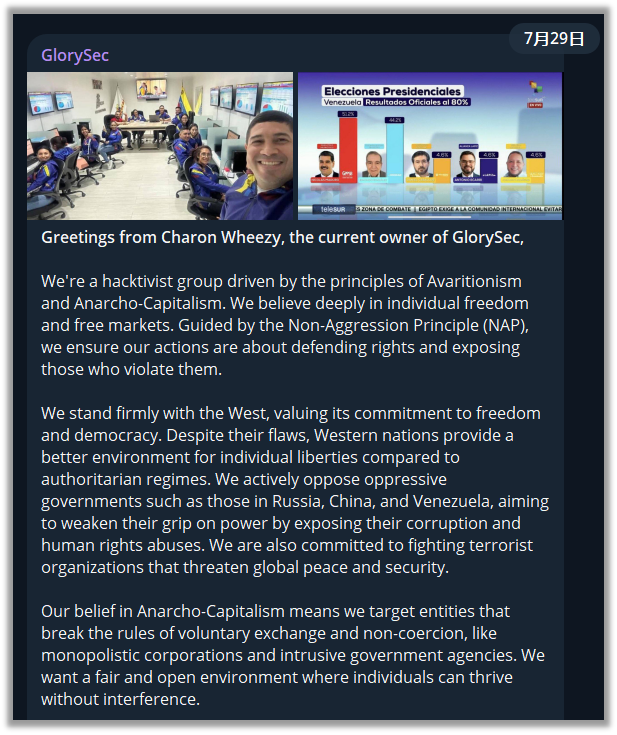 7月29日
GlorySec
Elecciones Presidenciales
Venezuela Resultados Oficiales al 80%
51.2%
44.2%
4.6%
4.6%
4.6%
teleSUR
S ZONA DE COMBATE | EGIPTO EXIGE A LA COMUNIDAD INTERNACIONAL EVITAR
Greetings from Charon Wheezy, the current owner of GlorySec,
We're a hacktivist group driven by the principles of Avaritionism
and Anarcho-Capitalism. We believe deeply in individual freedom
and free markets. Guided by the Non-Aggression Principle (NAP),
we ensure our actions are about defending rights and exposing
those who violate them.
We stand firmly with the West, valuing its commitment to freedom
and democracy. Despite their flaws, Western nations provide a
better environment for individual liberties compared to
authoritarian regimes. We actively oppose oppressive
governments such as those in Russia, China, and Venezuela, aiming
to weaken their grip on power by exposing their corruption and
human rights abuses. We are also committed to fighting terrorist
organizations that threaten global peace and security.
Our belief in Anarcho-Capitalism means we target entities that
break the rules of voluntary exchange and non-coercion, like
monopolistic corporations and intrusive government agencies. We
want a fair and open environment where individuals can thrive
without interference.